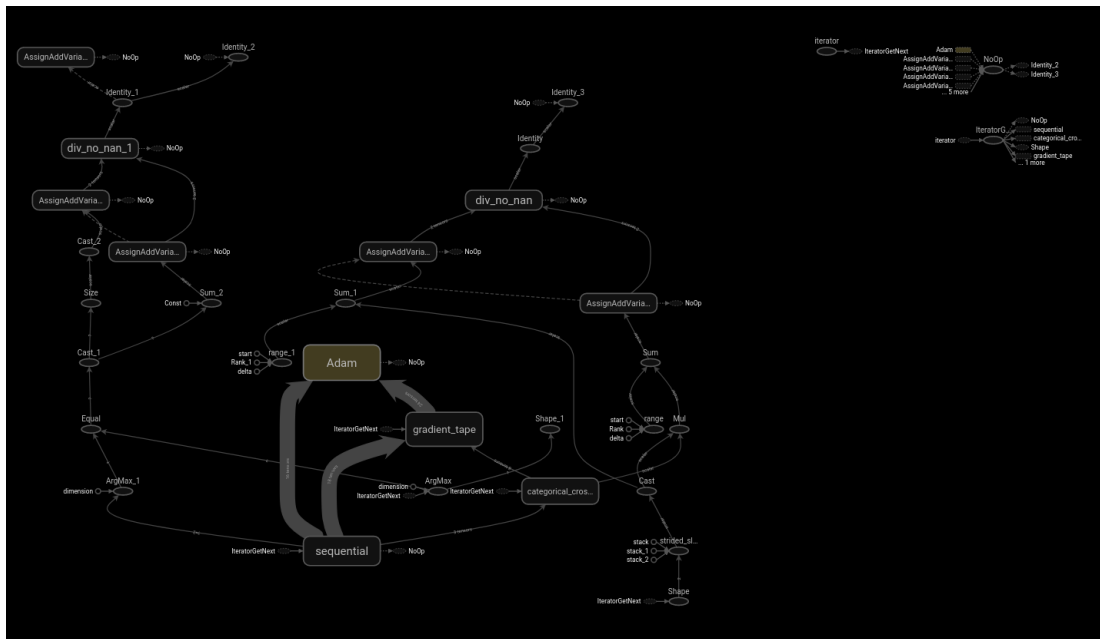 Identity_2
AssignAddVaria...
NoOp
NoOp
Identity_1
div_no_nan_1
NoOp
AssignAddVaria...
NoOp
Cast_2
AssignAddVaria...
NoOp
Size
Const
Sum_2
Cast_1
Equal
dimension
ArgMax_1
Identity_3
NoOp
Identity
div_no_nan
NoOp
AssignAddVaria...
NoOp
Sum_1
AssignAddVaria...
NoOp
start
Rank_1
delta
range_1
Adam
NoOp
Sum
IteratorGetNext
gradient_tape
Shape_1
start
Rank
delta
range
Mul
dimension
IteratorGetNext
ArgMax
IteratorGetNext
categorical_cros...
Cast
IteratorGetNext
sequential
NoOp
stack
stack_1
stack_2
strided_sl...
IteratorGetNext
Shape
iterator
IteratorGetNext
Adam
AssignAddVaria...
AssignAddVaria...
AssignAddVaria...
AssignAddVaria...
... 5 more
NoOp
Identity_2
Identity_3
iterator
IteratorG...
NoOp
sequential
categorical_cro...
Shape
gradient_tape
... 1 more